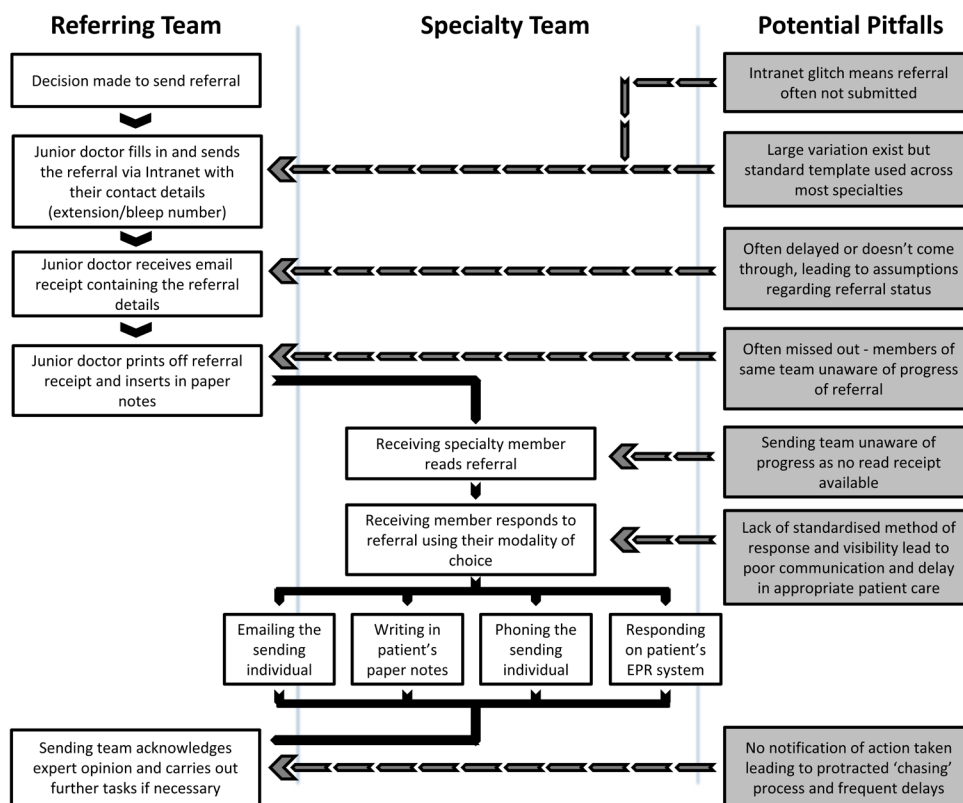 Referring Team
Specialty Team
Potential Pitfalls
Decision made to send referral
Intranet glitch means referral
often not submitted
Junior doctor fills in and sends
the referral via Intranet with
their contact details
(extension/bleep number)
Large variation exist but
standard template used across
most specialties
Junior doctor receives email
receipt containing the referral
details
Often delayed or doesn’t come
through, leading to assumptions
regarding referral status
Junior doctor prints off referral
receipt and inserts in paper
notes
Often missed out - members of
same team unaware of progress
of referral
Receiving specialty member
reads referral
Sending team unaware of
progress as no read receipt
available
Receiving member responds to
referral using their modality of
choice
Lack of standardised method of
response and visibility lead to
poor communication and delay
in appropriate patient care
Emailing the
sending
individual
Writing in
patient’s
paper notes
Phoning the
sending
individual
Responding
on patient’s
EPR system
Sending team acknowledges
expert opinion and carries out
further tasks if necessary
No notification of action taken
leading to protracted ‘chasing’
process and frequent delays